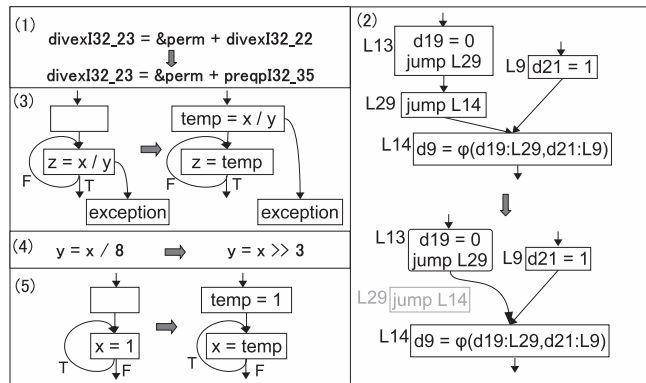 (1)
divexI32_23 = &perm + divexI32_22
divexI32_23 = &perm + preqpI32_35
(2)
L13
d19 = 0
jump L29
L9
d21 = 1
L29
jump L14
L14
d9 = φ(d19:L29,d21:L9)
L13
d19 = 0
jump L29
L9
d21 = 1
L29
jump L14
L14
d9 = φ(d19:L29,d21:L9)
(3)
z = x / y
F
T
exception
temp = x / y
z = temp
F
T
exception
(4)
y = x / 8
y = x >> 3
(5)
x = 1
T
F
temp = 1
x = temp
T
F